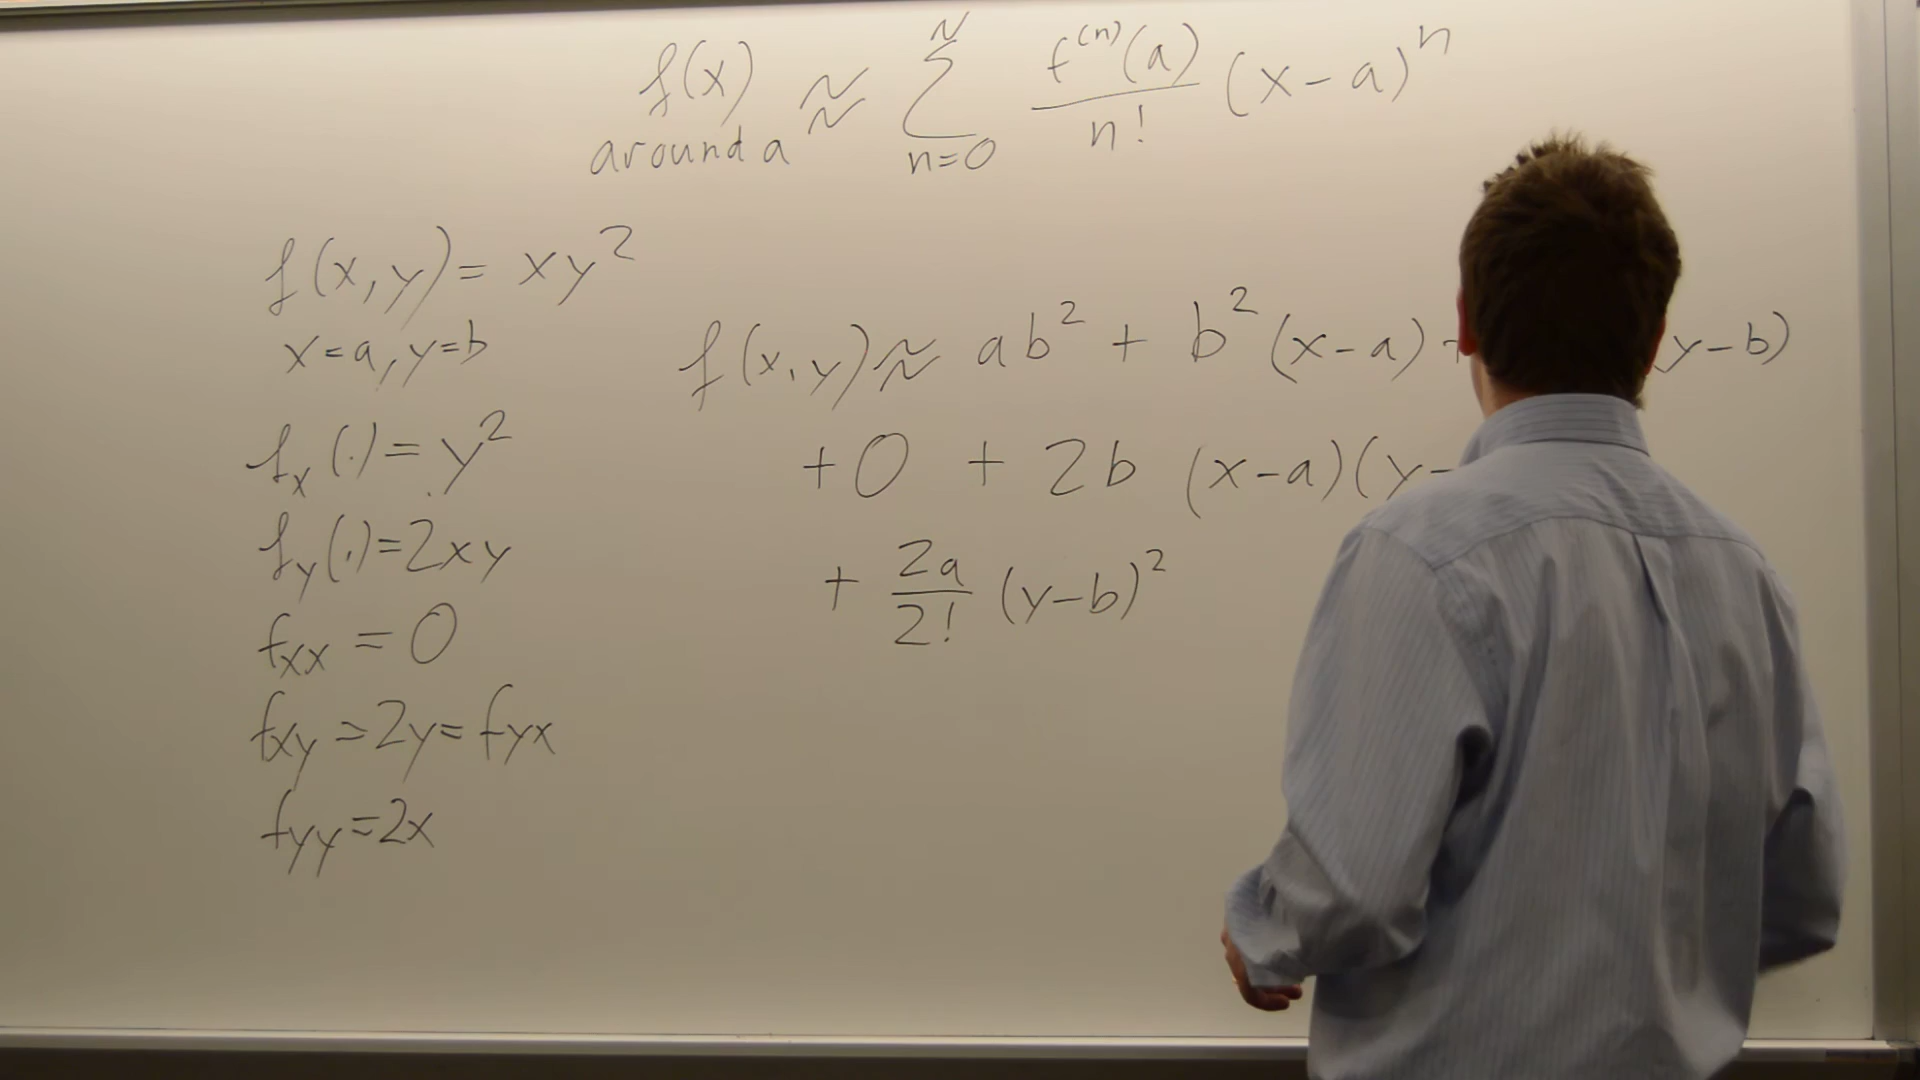 f(x) ≈ ∑ N n=0 f^(n)(a)/n! (x-a)^n
around a
f(x,y) = xy²
x=a, y=b
f(x,y) ≈ ab² + b²(x-a) + y-b)
+0 + 2b (x-a)(y-
+ 2a/2! (y-b)²
f_x(.) = y²
f_y(.) = 2xy
f_xx = 0
f_xy = 2y = f_yx
f_yy = 2x